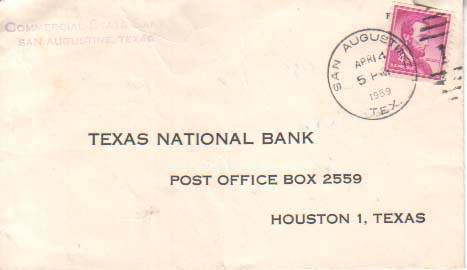 COMMERCIAL STATE BANK
SAN AUGUSTINE, TEXAS
SAN AUGUSTINE
APR 14
5 PM
1959
TEX.
4¢
TEXAS NATIONAL BANK
POST OFFICE BOX 2559
HOUSTON 1, TEXAS